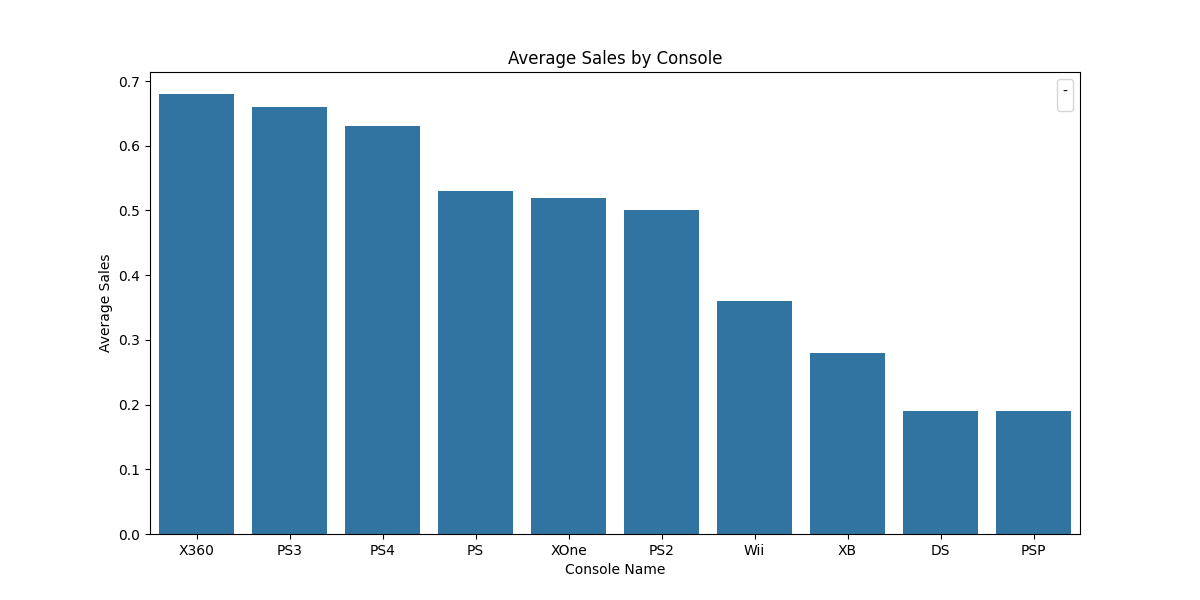 Average Sales by Console
-
Average Sales
0.7
0.6
0.5
0.4
0.3
0.2
0.1
0.0
X360 PS3 PS4 PS XOne PS2 Wii XB DS PSP
Console Name